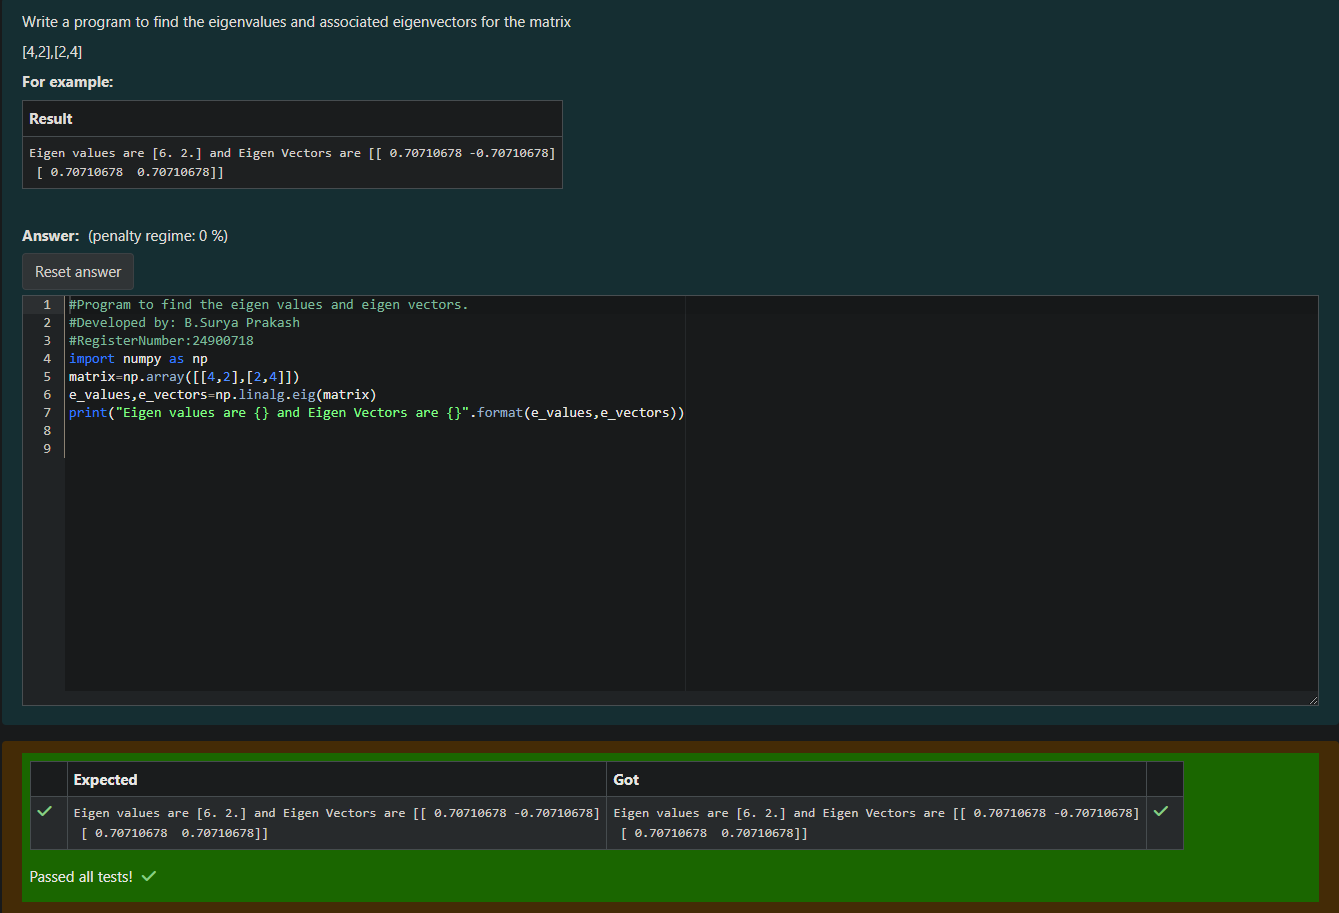 Write a program to find the eigenvalues and associated eigenvectors for the matrix
[4,2],[2,4]
For example:
Result
Eigen values are [6. 2.] and Eigen Vectors are [[ 0.70710678 -0.70710678]
 [ 0.70710678  0.70710678]]
Answer: (penalty regime: 0 %)
Reset answer
1 #Program to find the eigen values and eigen vectors.
2 #Developed by: B.Surya Prakash
3 #RegisterNumber:24900718
4 import numpy as np
5 matrix=np.array([[4,2],[2,4]])
6 e_values,e_vectors=np.linalg.eig(matrix)
7 print("Eigen values are {} and Eigen Vectors are {}".format(e_values,e_vectors))
8
9
Expected Got
Eigen values are [6. 2.] and Eigen Vectors are [[ 0.70710678 -0.70710678] Eigen values are [6. 2.] and Eigen Vectors are [[ 0.70710678 -0.70710678]
 [ 0.70710678  0.70710678]]  [ 0.70710678  0.70710678]]
Passed all tests!